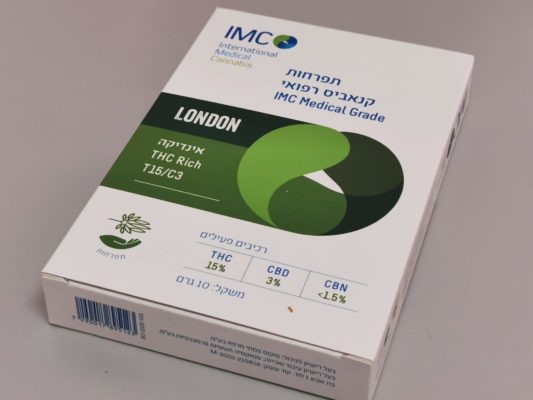 IMC
International
Medical
Cannabis
תפרחות
קנאביס רפואי
IMC Medical Grade
LONDON
אינדיקה
THC Rich
T15/C3
תפרחות
רכיבים פעילים
THC
15%
CBD
3%
CBN
<1.5%
משקל: 10 גרם